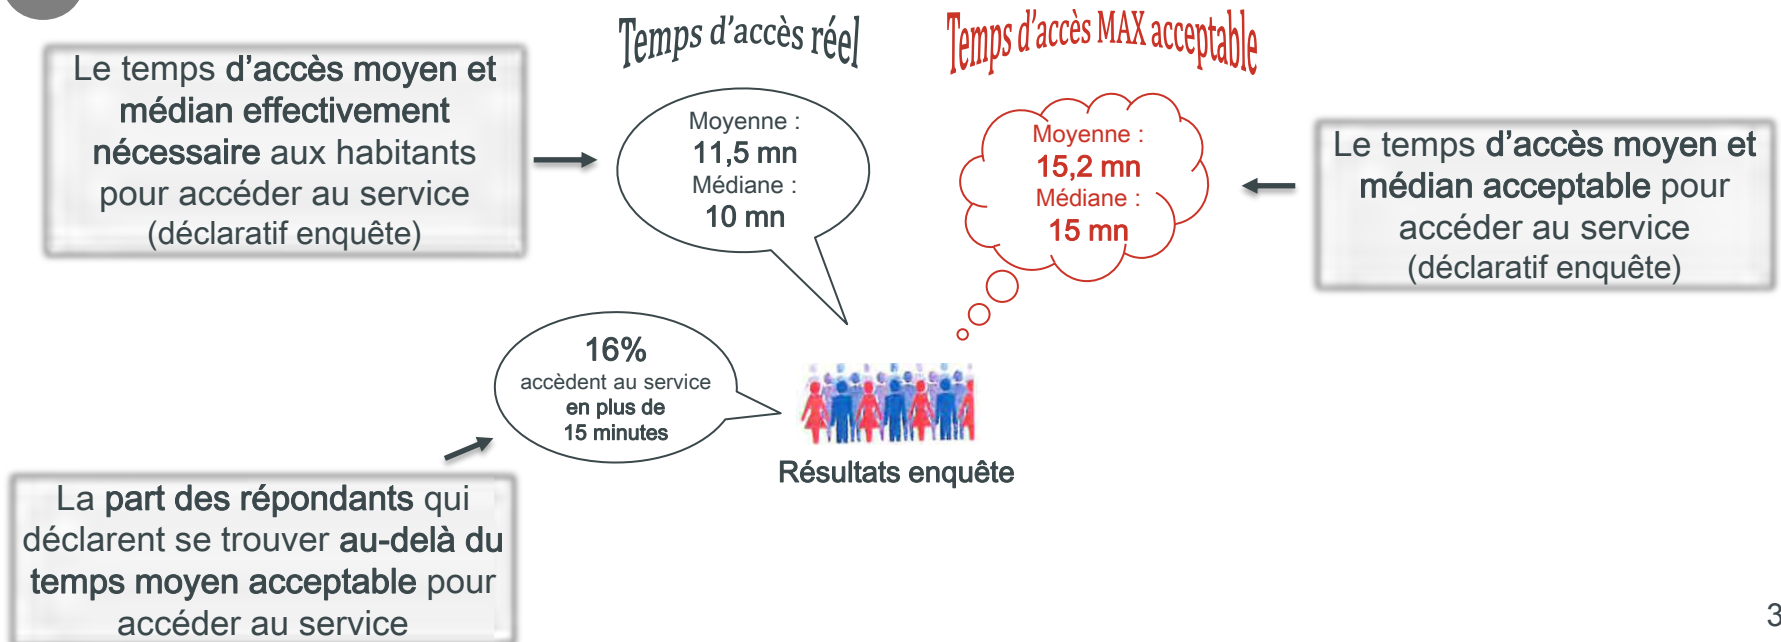 Temps d'accès réel
Temps d'accès MAX acceptable
Le temps d'accès moyen et
médian effectivement
nécessaire aux habitants
pour accéder au service
(déclaratif enquête)
Moyenne :
11,5 mn
Médiane :
10 mn
Moyenne :
15,2 mn
Médiane :
15 mn
Le temps d'accès moyen et
médian acceptable pour
accéder au service
(déclaratif enquête)
16%
accèdent au service
en plus de
15 minutes
Résultats enquête
La part des répondants qui
déclarent se trouver au-delà du
temps moyen acceptable pour
accéder au service
3